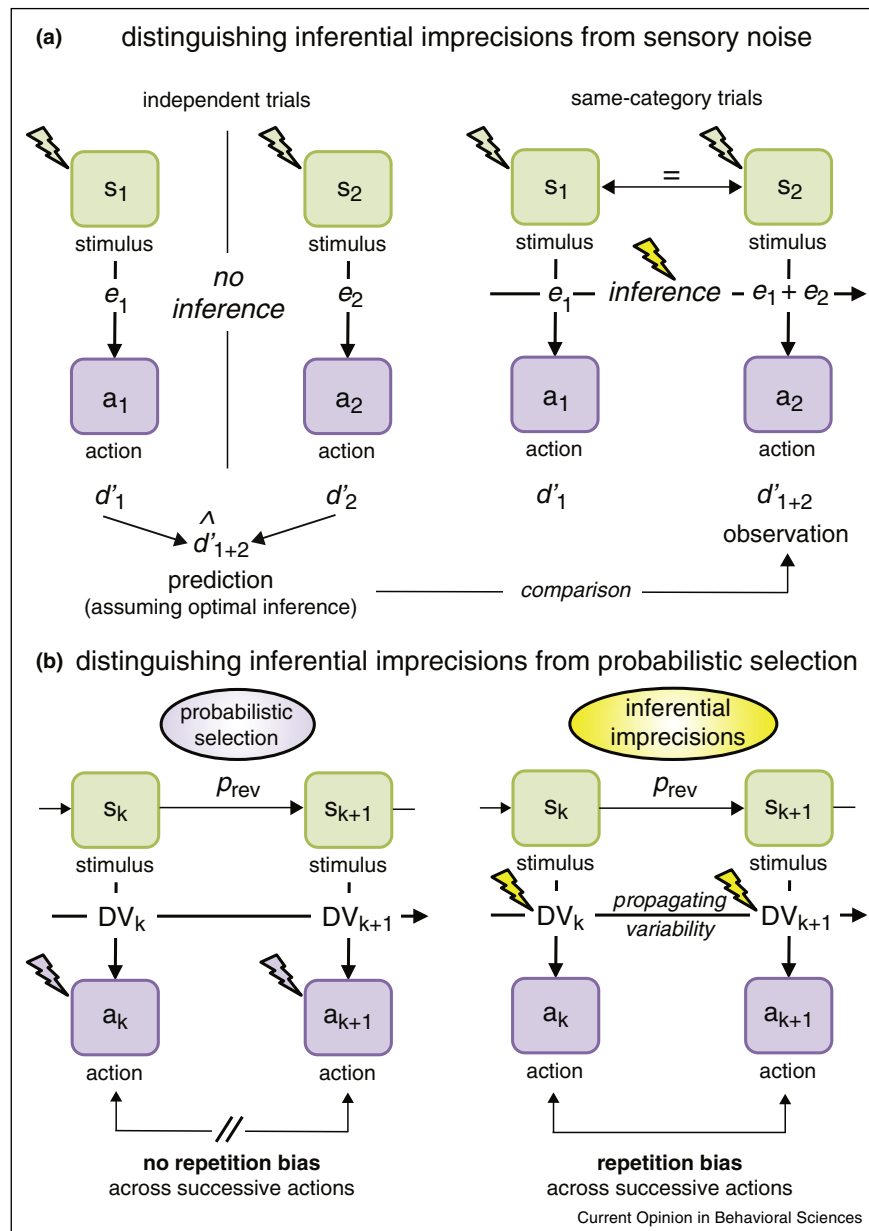 (a) distinguishing inferential imprecisions from sensory noise
independent trials
same-category trials
s1
s2
s1
=
s2
stimulus
stimulus
stimulus
stimulus
e1
no
inference
e2
e1
inference
e1 + e2
a1
a2
a1
a2
action
action
action
action
d'1
d'2
d'1
d'1+2
^
d'1+2
observation
prediction
(assuming optimal inference)
comparison
(b) distinguishing inferential imprecisions from probabilistic selection
probabilistic
selection
inferential
imprecisions
sk
prev
sk+1
sk
prev
sk+1
stimulus
stimulus
stimulus
stimulus
DVk
DVk+1
DVk
propagating
variability
DVk+1
ak
ak+1
ak
ak+1
action
action
action
action
no repetition bias
across successive actions
repetition bias
across successive actions
Current Opinion in Behavioral Sciences